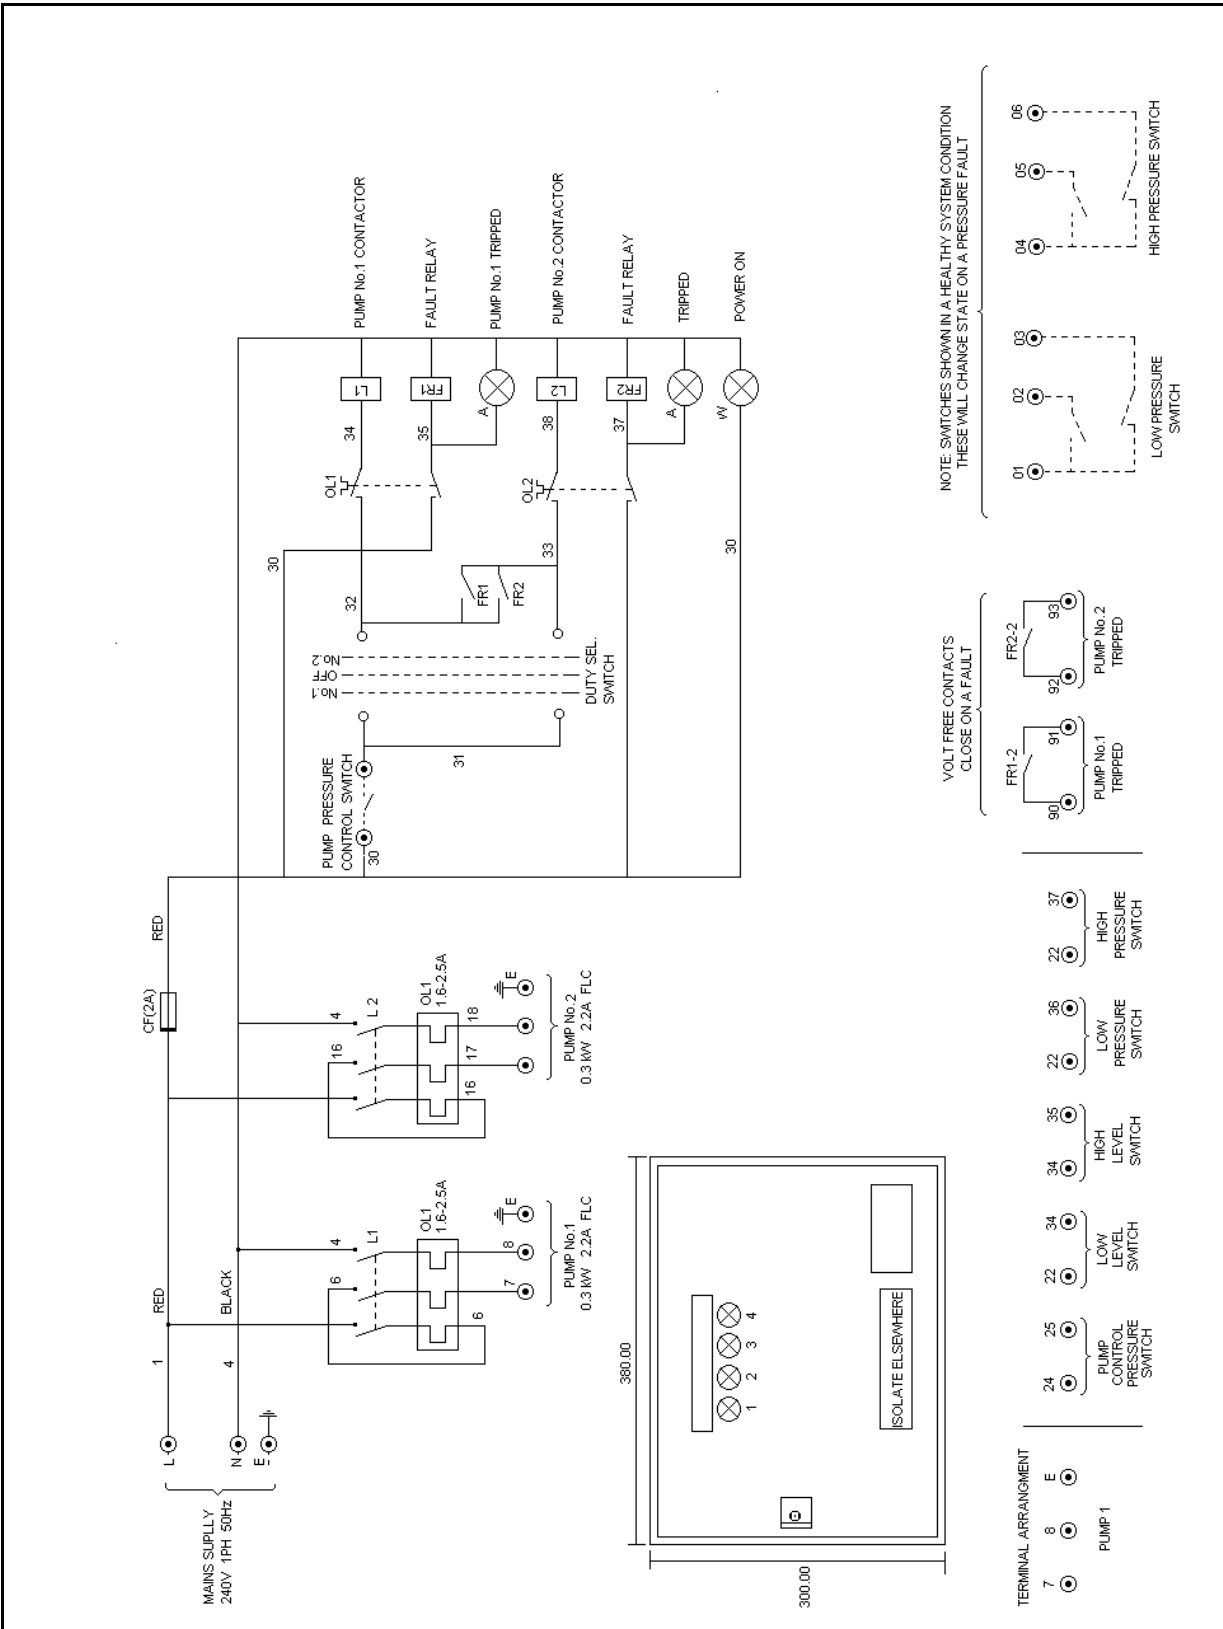 MAINS SUPLLY
240V 1PH 50Hz
L
N
E
1
4
RED
BLACK
CF(2A)
RED
6
4
L1
OL1
1.6-2.5A
6
7
8
E
PUMP No.1
0.3 kW 2.2A FLC
16
4
L2
OL1
1.6-2.5A
16
17
18
E
PUMP No.2
0.3 kW 2.2A FLC
30
PUMP PRESSURE
CONTROL SWITCH
30
31
No.1
OFF
No.2
DUTY SEL.
SWITCH
32
33
FR1
FR2
OL1
OL2
34
35
38
37
30
L1
FR1
A
L2
FR2
A
W
PUMP No.1 CONTACTOR
FAULT RELAY
PUMP No.1 TRIPPED
PUMP No.2 CONTACTOR
FAULT RELAY
TRIPPED
POWER ON
380.00
300.00
1
2
3
4
ISOLATE ELSEWHERE
TERMINAL ARRANGMENT
7
8
E
PUMP 1
24
25
PUMP
CONTROL
PRESSURE
SWITCH
22
34
LOW
LEVEL
SWITCH
34
35
HIGH
LEVEL
SWITCH
22
36
LOW
PRESSURE
SWITCH
22
37
HIGH
PRESSURE
SWITCH
VOLT FREE CONTACTS
CLOSE ON A FAULT
FR1-2
90
91
PUMP No.1
TRIPPED
FR2-2
92
93
PUMP No.2
TRIPPED
NOTE: SWITCHES SHOWN IN A HEALTHY SYSTEM CONDITION
THESE WILL CHANGE STATE ON A PRESSURE FAULT
01
02
03
LOW PRESSURE
SWITCH
04
05
06
HIGH PRESSURE SWITCH